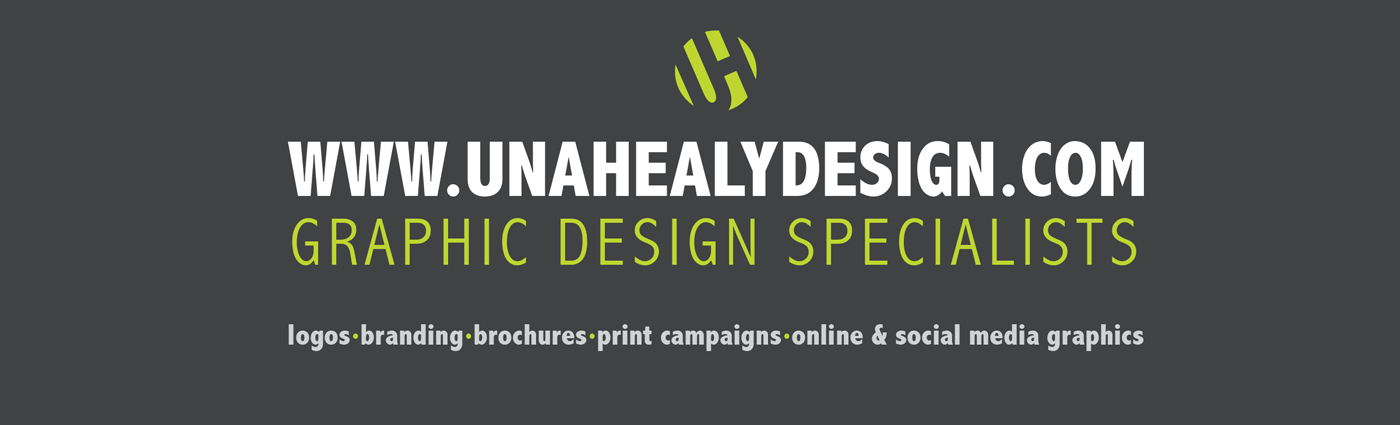 WWW.UNAHEALYDESIGN.COM
GRAPHIC DESIGN SPECIALISTS
logos•branding•brochures•print campaigns•online & social media graphics